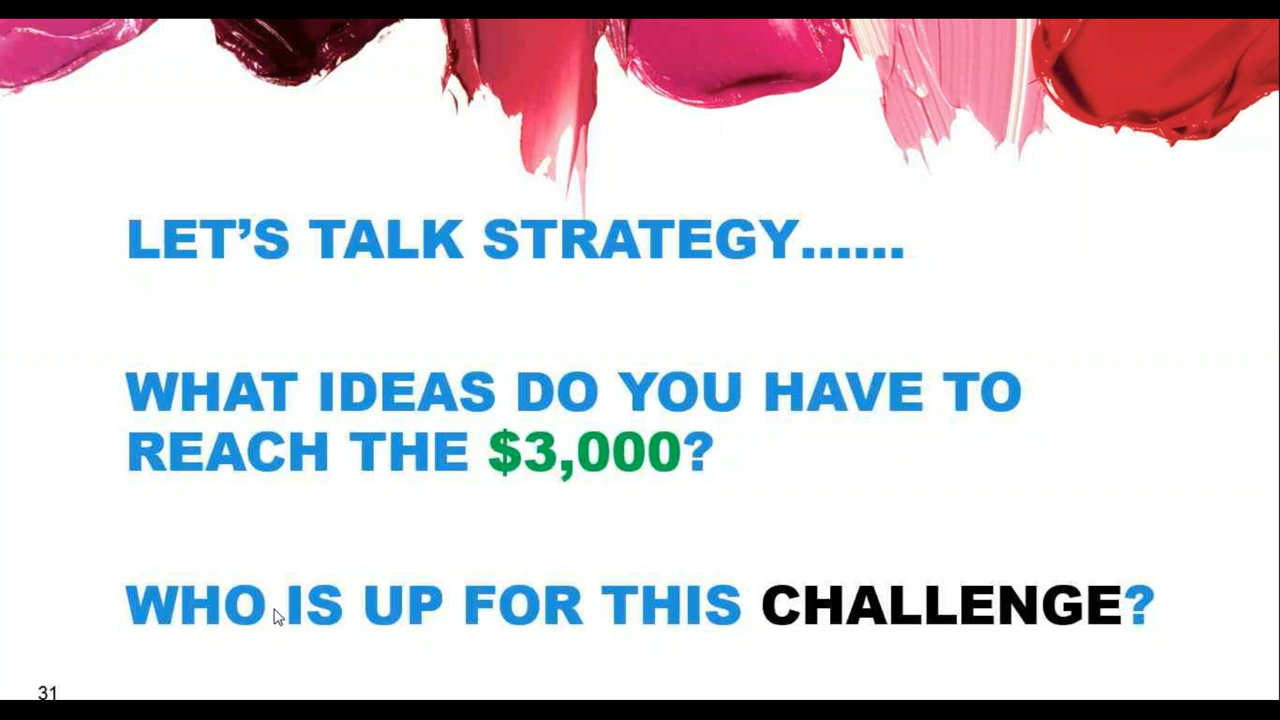 LET’S TALK STRATEGY......
WHAT IDEAS DO YOU HAVE TO
REACH THE $3,000?
WHO IS UP FOR THIS CHALLENGE?
31